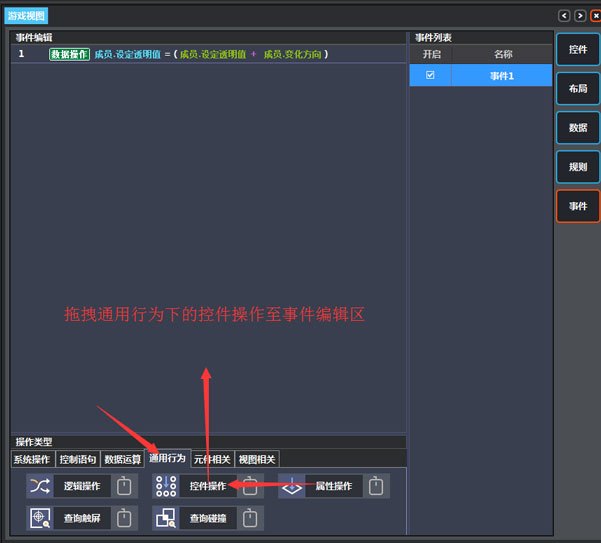 游戏视图
事件编辑
事件列表
1 数据操作 成员.设定透明值 = ( 成员.设定透明值 + 成员.变化方向 )
开启 名称
事件1
控件
布局
数据
规则
事件
拖拽通用行为下的控件操作至事件编辑区
操作类型
系统操作 控制语句 数据运算 通用行为 元件相关 视图相关
逻辑操作 控件操作 属性操作
查询触屏 查询碰撞